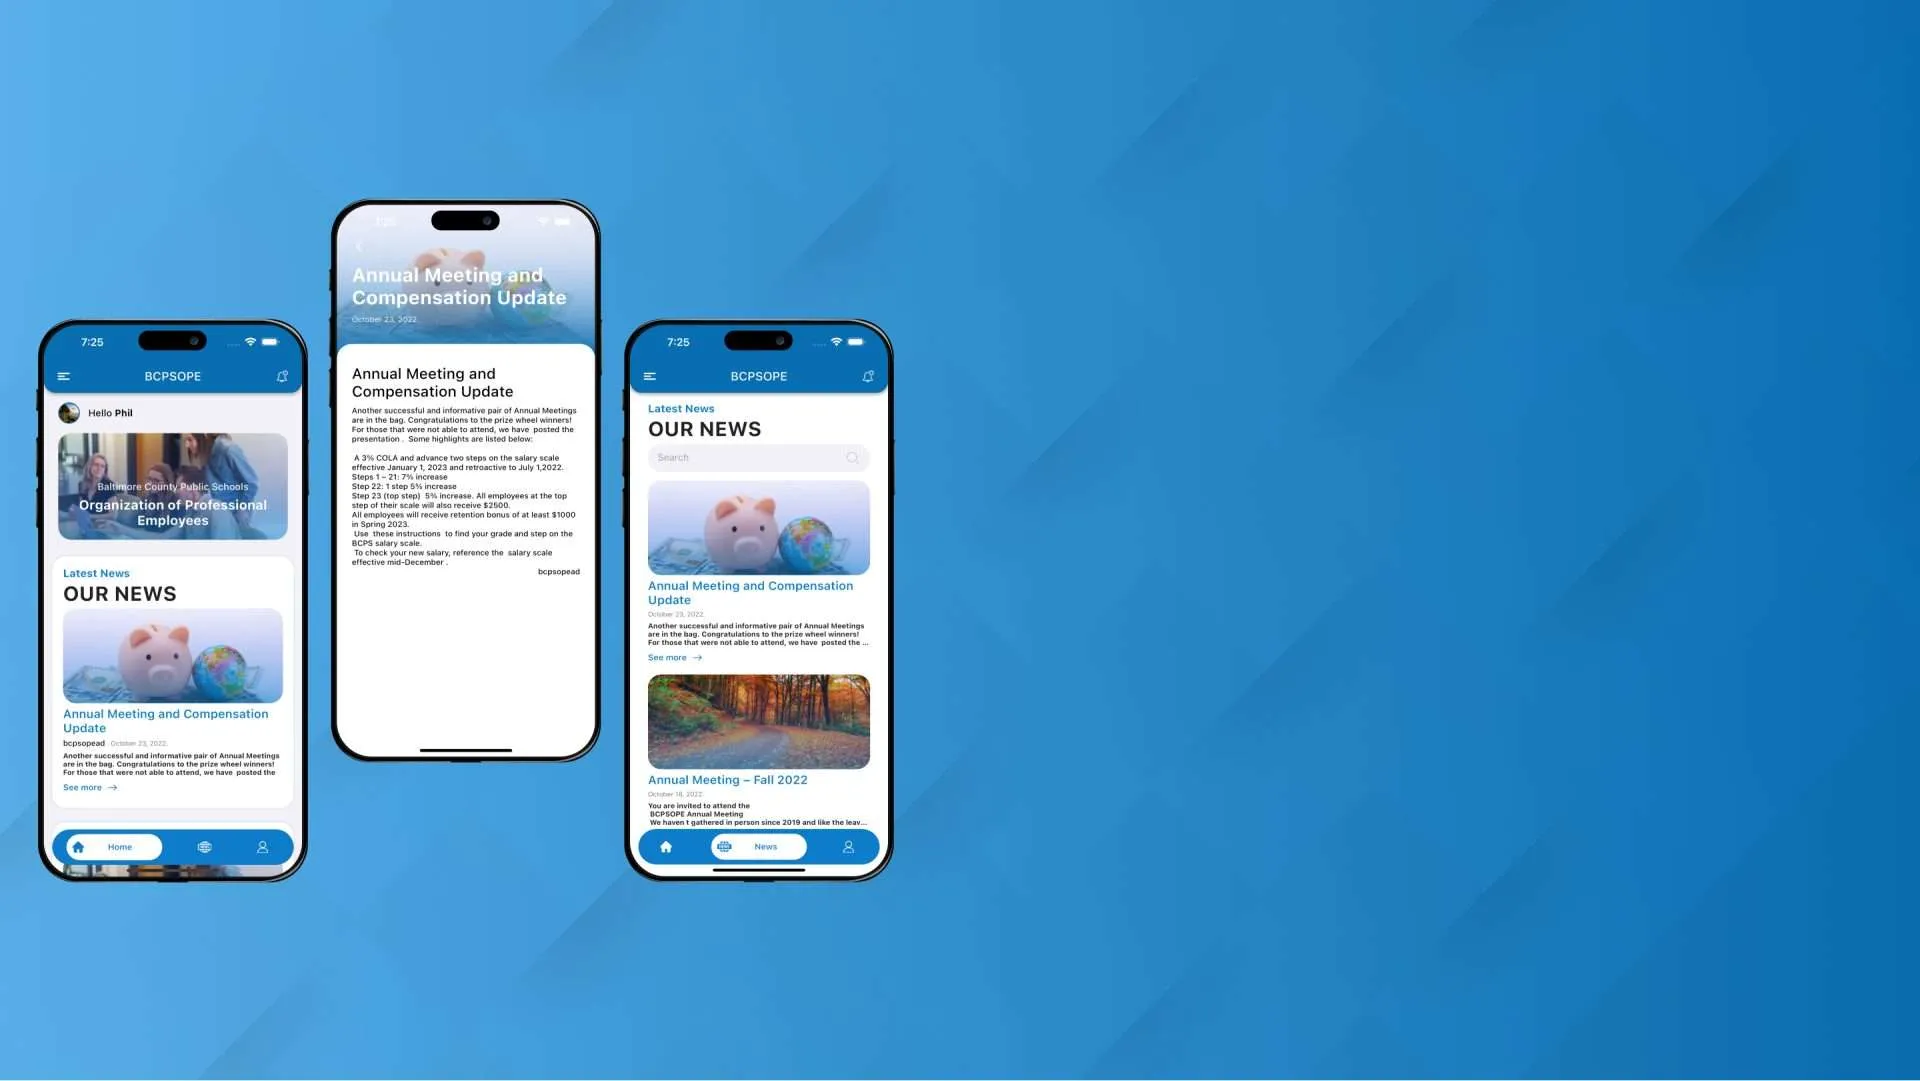 7:25
BCPSOPE
Hello Phil
Baltimore County Public Schools
Organization of Professional
Employees
Latest News
OUR NEWS
Annual Meeting and Compensation
Update
bcpsopead October 23, 2022.
Another successful and informative pair of Annual Meetings
are in the bag. Congratulations to the prize wheel winners!
For those that were not able to attend, we have posted the
See more →
Home
7:25
Annual Meeting and
Compensation Update
October 23, 2022.
Annual Meeting and
Compensation Update
Another successful and informative pair of Annual Meetings
are in the bag. Congratulations to the prize wheel winners!
For those that were not able to attend, we have posted the
presentation . Some highlights are listed below:
A 3% COLA and advance two steps on the salary scale
effective January 1, 2023 and retroactive to July 1,2022.
Steps 1 – 21: 7% increase
Step 22: 1 step 5% increase
Step 23 (top step) 5% increase. All employees at the top
step of their scale will also receive $2500.
All employees will receive retention bonus of at least $1000
in Spring 2023.
Use these instructions to find your grade and step on the
BCPS salary scale.
To check your new salary, reference the salary scale
effective mid-December .
bcpsopead
7:25
BCPSOPE
Latest News
OUR NEWS
Search
Annual Meeting and Compensation
Update
October 23, 2022.
Another successful and informative pair of Annual Meetings
are in the bag. Congratulations to the prize wheel winners!
For those that were not able to attend, we have posted the ...
See more →
Annual Meeting – Fall 2022
October 16, 2022.
You are invited to attend the
BCPSOPE Annual Meeting
We haven t gathered in person since 2019 and like the leav...
News